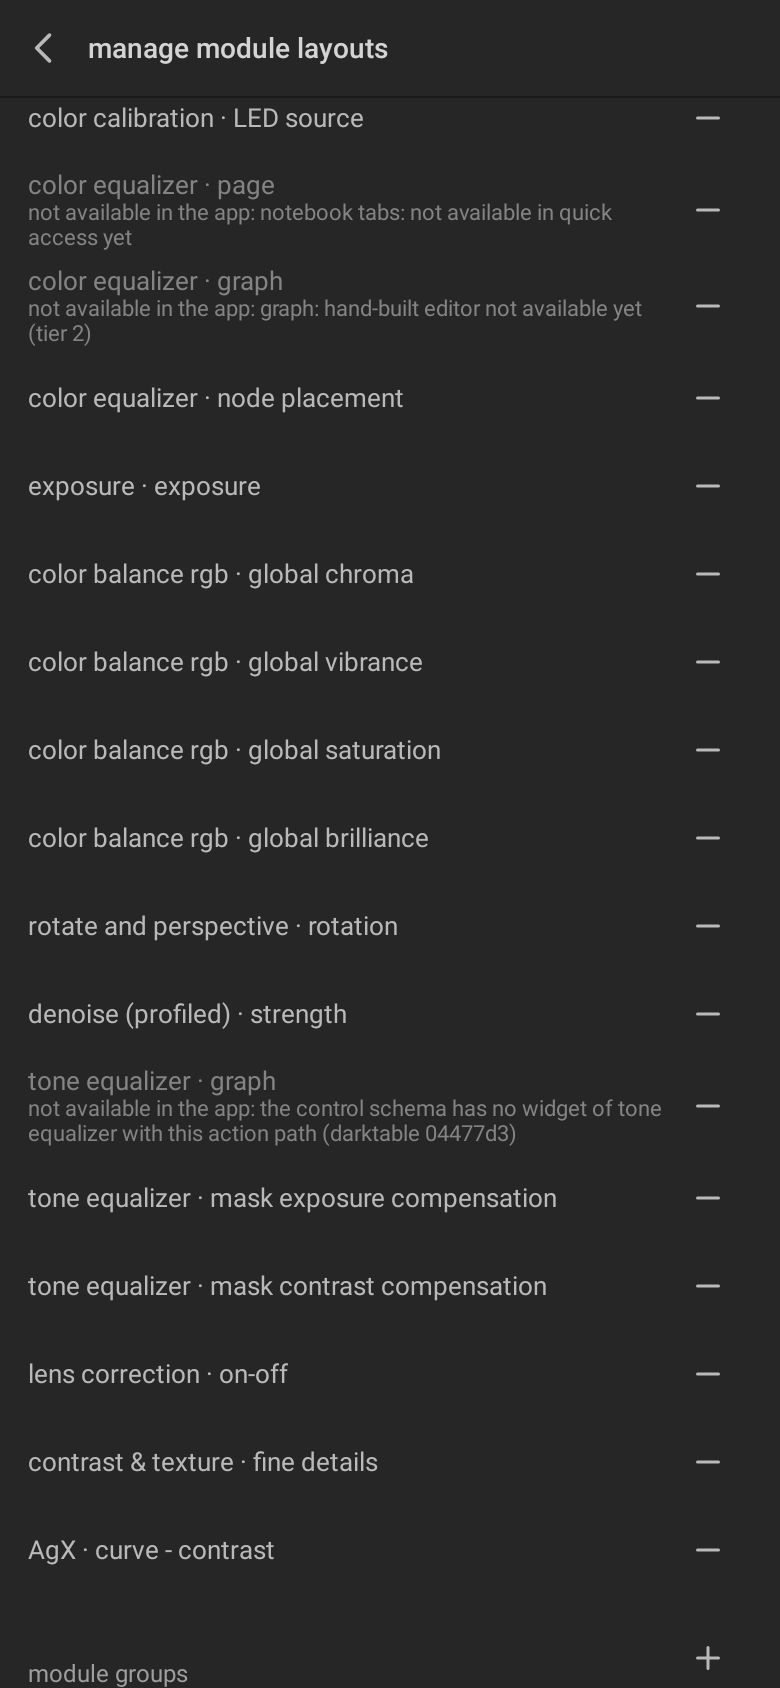 manage module layouts
color calibration · LED source
color equalizer · page
not available in the app: notebook tabs: not available in quick
access yet
color equalizer · graph
not available in the app: graph: hand-built editor not available yet
(tier 2)
color equalizer · node placement
exposure · exposure
color balance rgb · global chroma
color balance rgb · global vibrance
color balance rgb · global saturation
color balance rgb · global brilliance
rotate and perspective · rotation
denoise (profiled) · strength
tone equalizer · graph
not available in the app: the control schema has no widget of tone
equalizer with this action path (darktable 04477d3)
tone equalizer · mask exposure compensation
tone equalizer · mask contrast compensation
lens correction · on-off
contrast & texture · fine details
AgX · curve - contrast
module groups